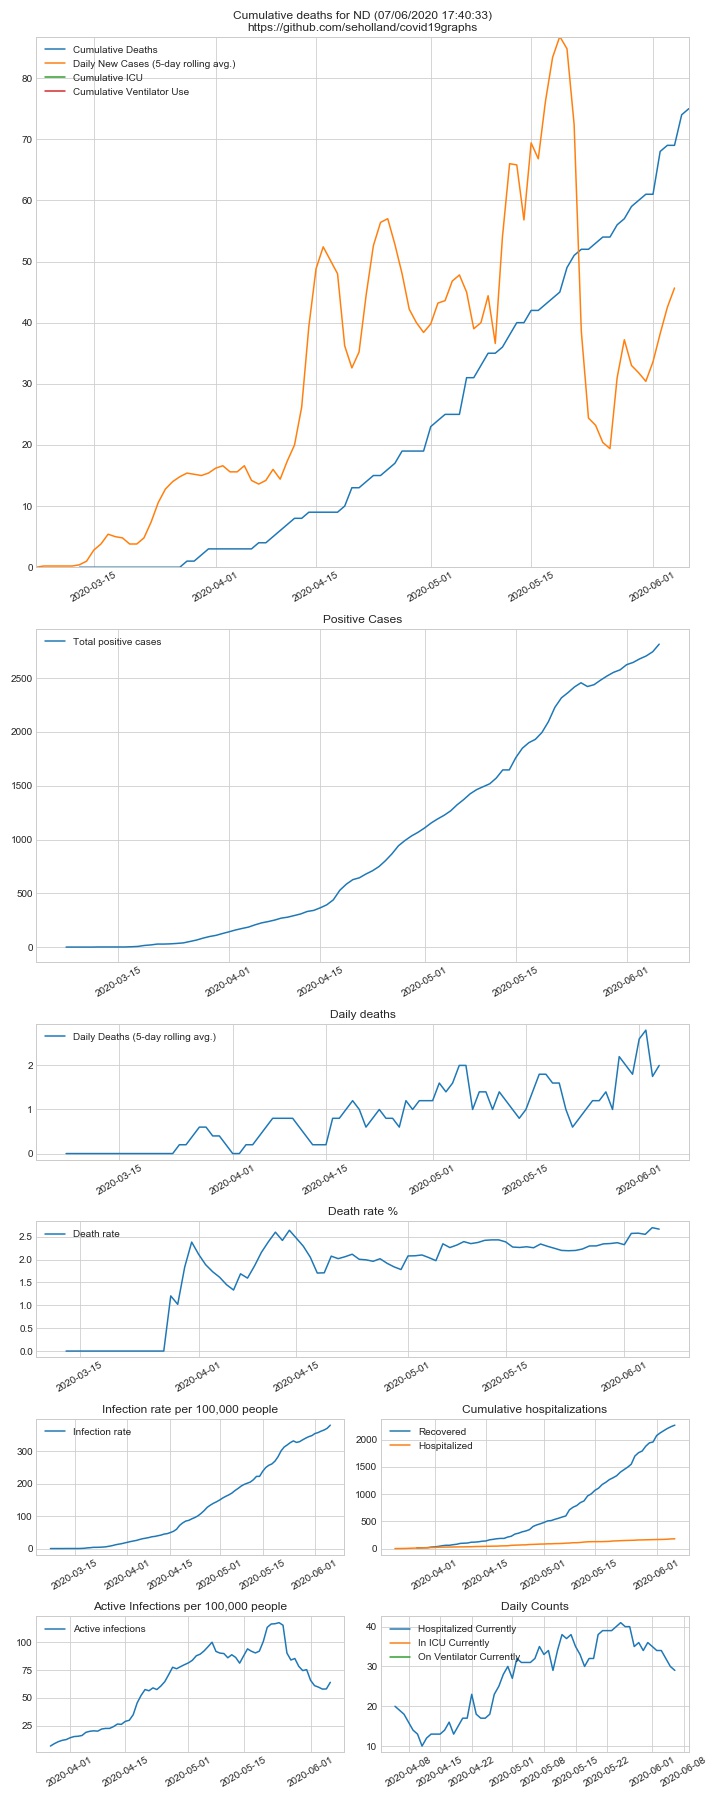 Cumulative deaths for ND (07/06/2020 17:40:33)
https://github.com/seholland/covid19graphs
Cumulative Deaths
Daily New Cases (5-day rolling avg.)
Cumulative ICU
Cumulative Ventilator Use
80
70
60
50
40
30
20
10
0
2020-03-15 2020-04-01 2020-04-15 2020-05-01 2020-05-15 2020-06-01
Positive Cases
Total positive cases
2500
2000
1500
1000
500
0
2020-03-15 2020-04-01 2020-04-15 2020-05-01 2020-05-15 2020-06-01
Daily deaths
Daily Deaths (5-day rolling avg.)
2
1
0
2020-03-15 2020-04-01 2020-04-15 2020-05-01 2020-05-15 2020-06-01
Death rate %
Death rate
2.5
2.0
1.5
1.0
0.5
0.0
2020-03-15 2020-04-01 2020-04-15 2020-05-01 2020-05-15 2020-06-01
Infection rate per 100,000 people
Infection rate
300
200
100
0
2020-03-15 2020-04-01 2020-04-15 2020-05-01 2020-05-15 2020-06-01
Cumulative hospitalizations
Recovered
Hospitalized
2000
1500
1000
500
0
2020-04-01 2020-04-15 2020-05-01 2020-05-15 2020-06-01
Active Infections per 100,000 people
Active infections
100
75
50
25
2020-04-01 2020-04-15 2020-05-01 2020-05-15 2020-06-01
Daily Counts
Hospitalized Currently
In ICU Currently
On Ventilator Currently
40
30
20
10
2020-04-08 2020-04-15 2020-04-22 2020-05-01 2020-05-08 2020-05-15 2020-05-22 2020-06-01 2020-06-08